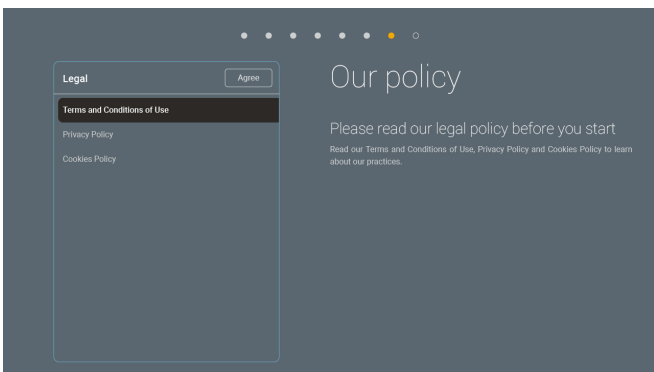 Legal
Agree
Terms and Conditions of Use
Privacy Policy
Cookies Policy
Our policy
Please read our legal policy before you start
Read our Terms and Conditions of Use, Privacy Policy and Cookies Policy to learn
about our practices.